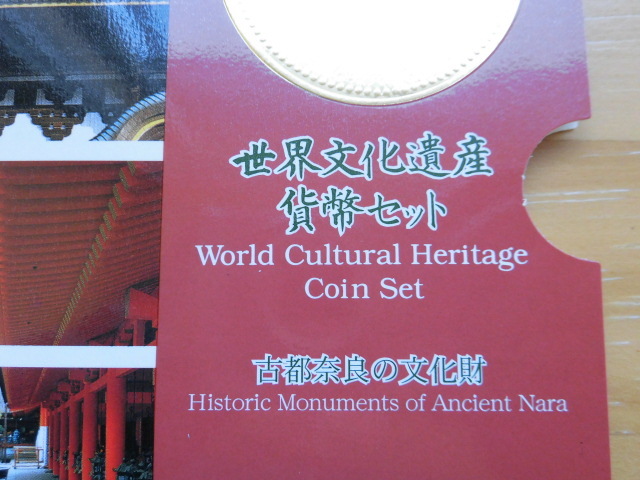 世界文化遺産
貨幣セット
World Cultural Heritage
Coin Set
古都奈良の文化財
Historic Monuments of Ancient Nara